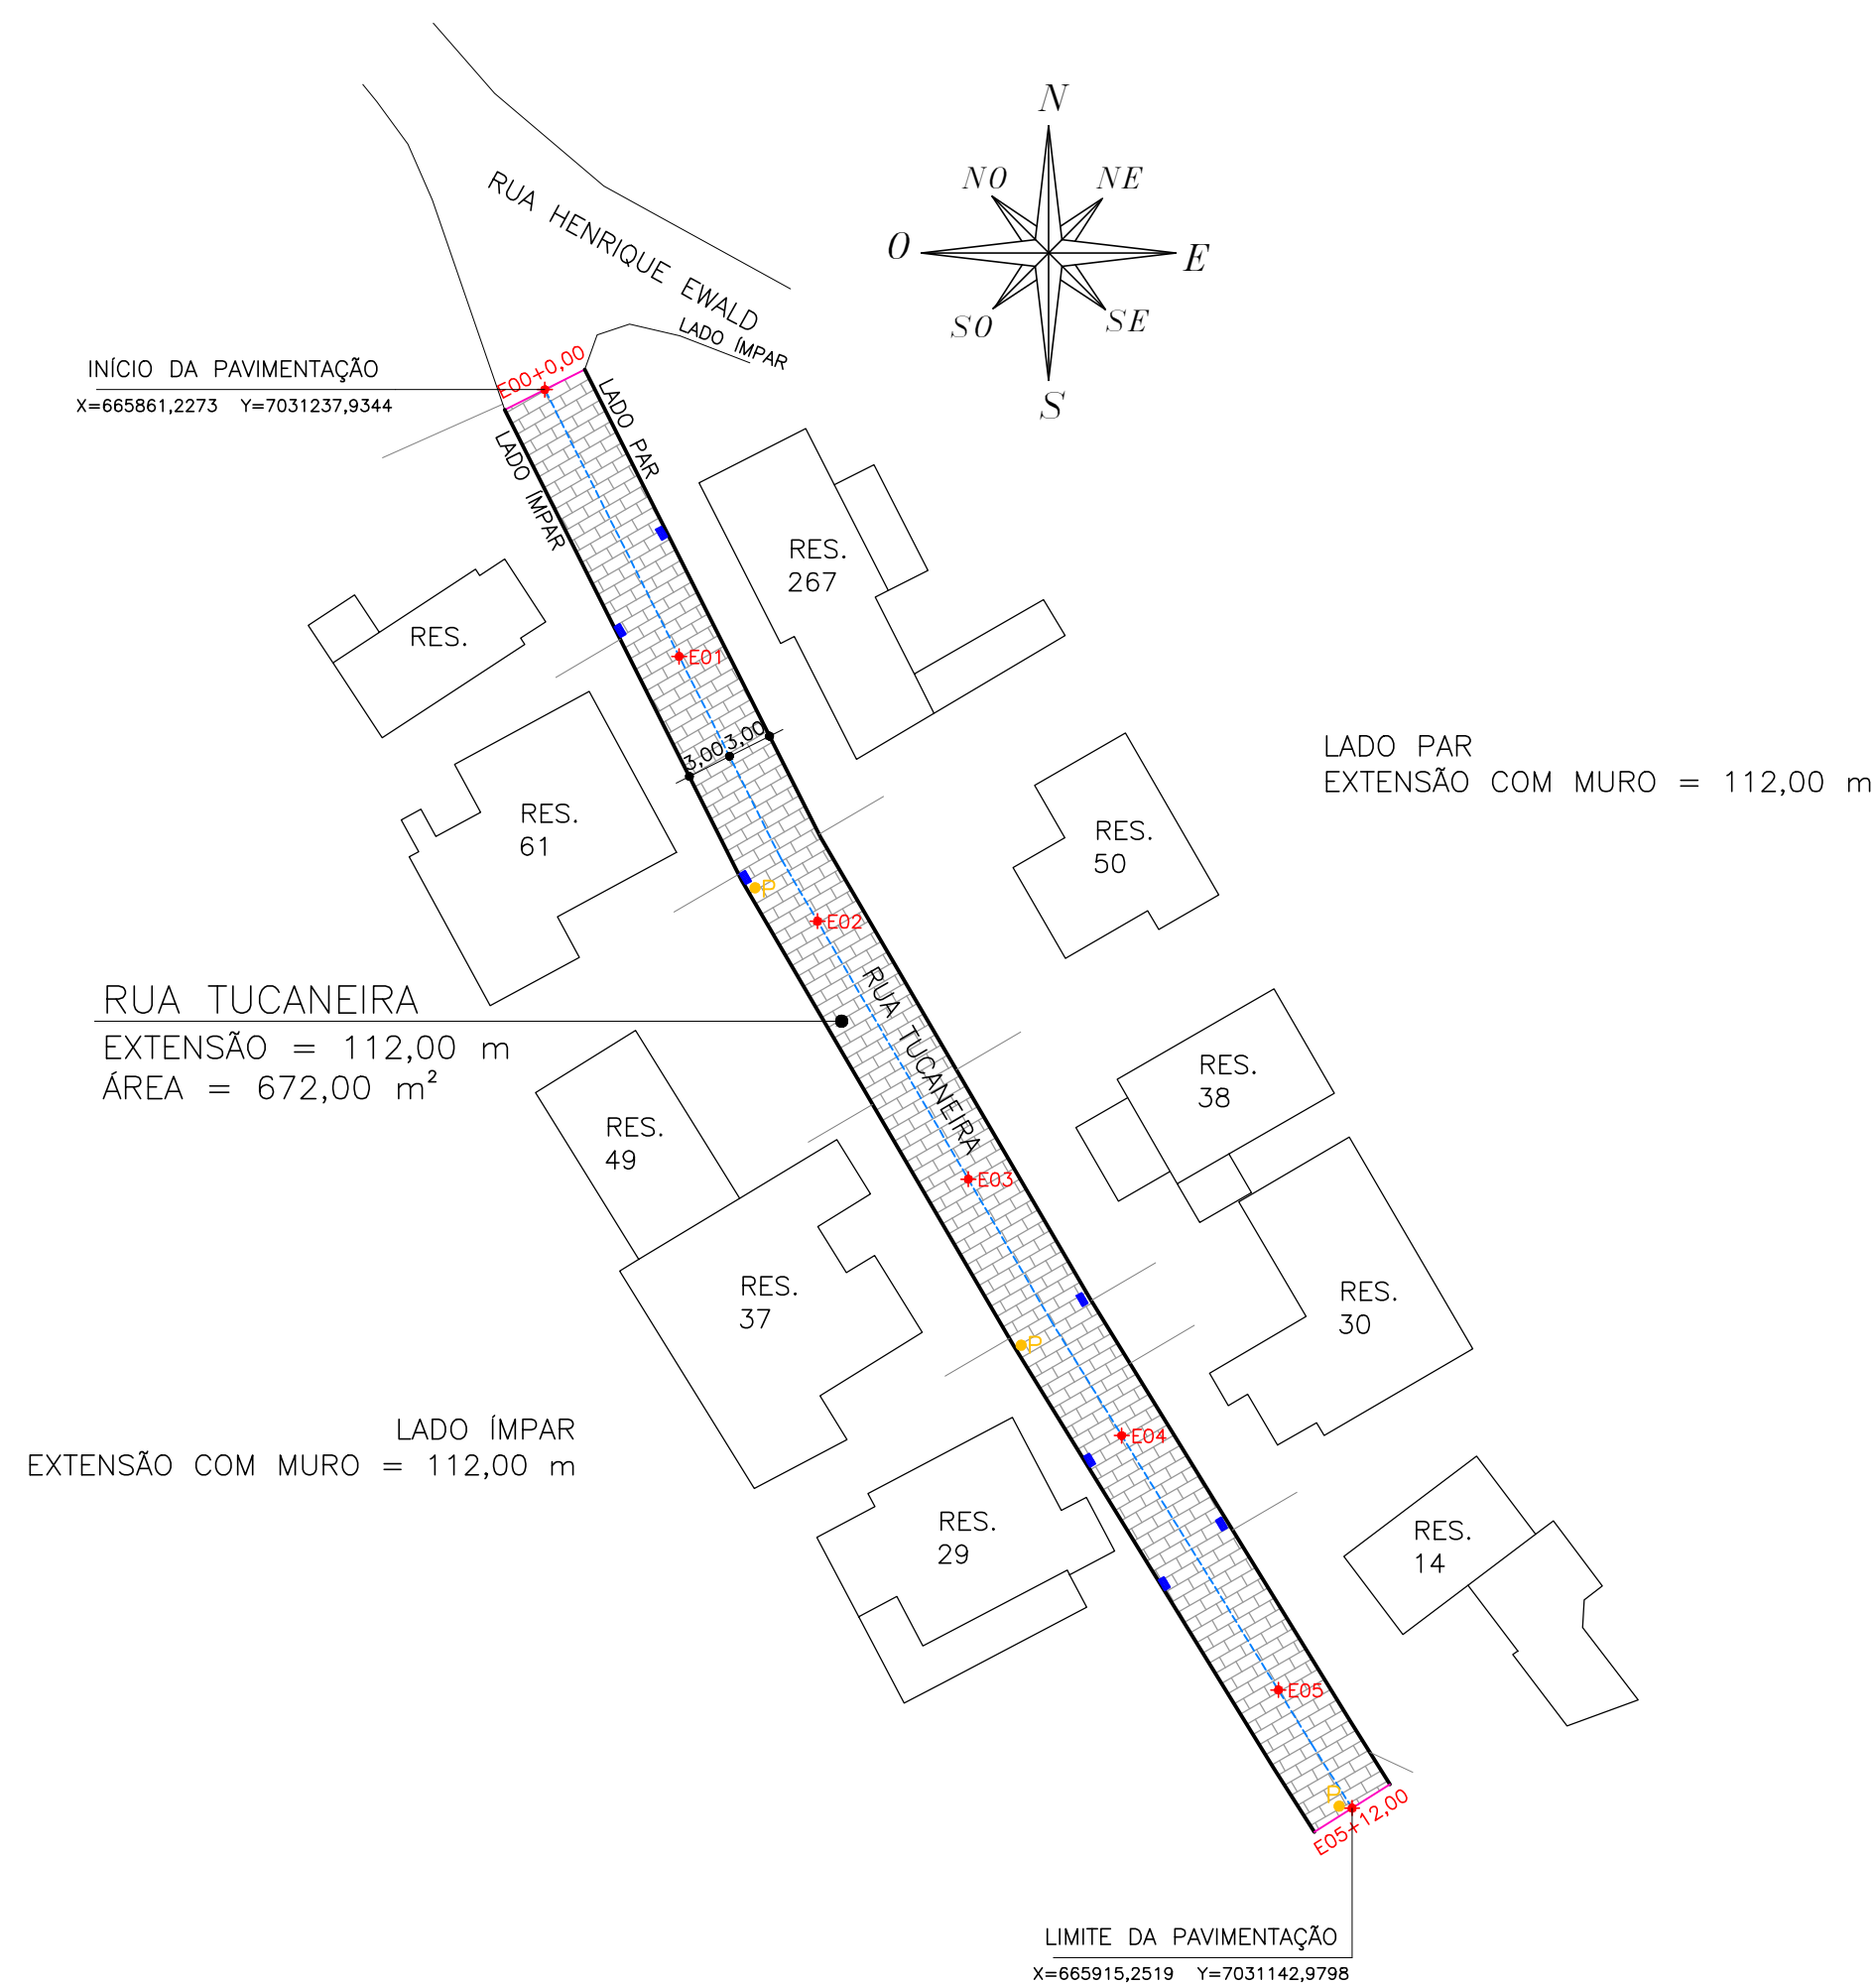 N
NO
NE
O
E
SO
SE
S
RUA HENRIQUE EWALD
LADO ÍMPAR
INÍCIO DA PAVIMENTAÇÃO
X=665861,2273 Y=7031237,9344
E00+0,00
LADO PAR
LADO ÍMPAR
RES.
267
RES.
E01
3,00
3,00
LADO PAR
EXTENSÃO COM MURO = 112,00 m
RES.
61
RES.
50
P
E02
RUA TUCANEIRA
EXTENSÃO = 112,00 m
ÁREA = 672,00 m²
RUA TUCANEIRA
RES.
38
RES.
49
E03
RES.
37
RES.
30
P
LADO ÍMPAR
EXTENSÃO COM MURO = 112,00 m
E04
RES.
29
RES.
14
E05
P
E05+12,00
LIMITE DA PAVIMENTAÇÃO
X=665915,2519 Y=7031142,9798